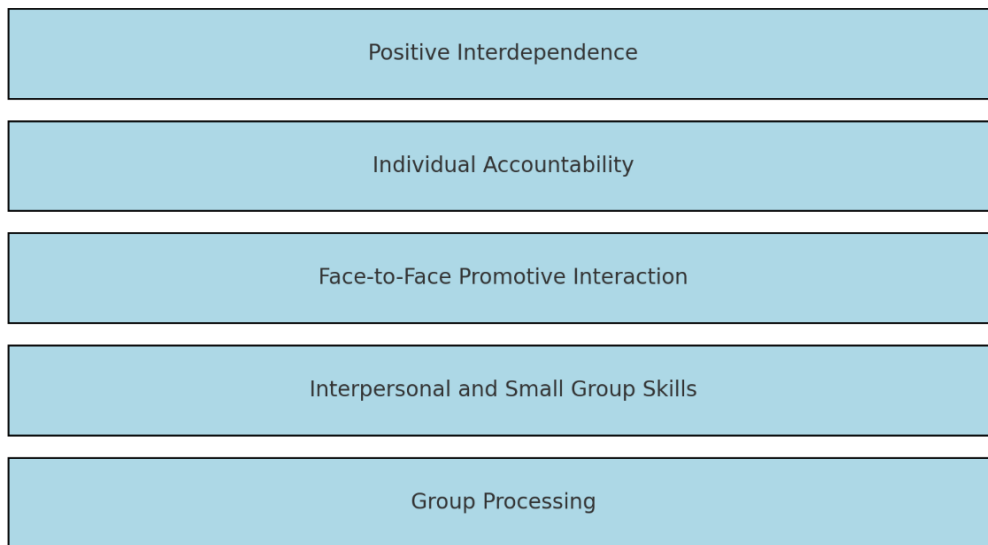 Positive Interdependence
Individual Accountability
Face-to-Face Promotive Interaction
Interpersonal and Small Group Skills
Group Processing